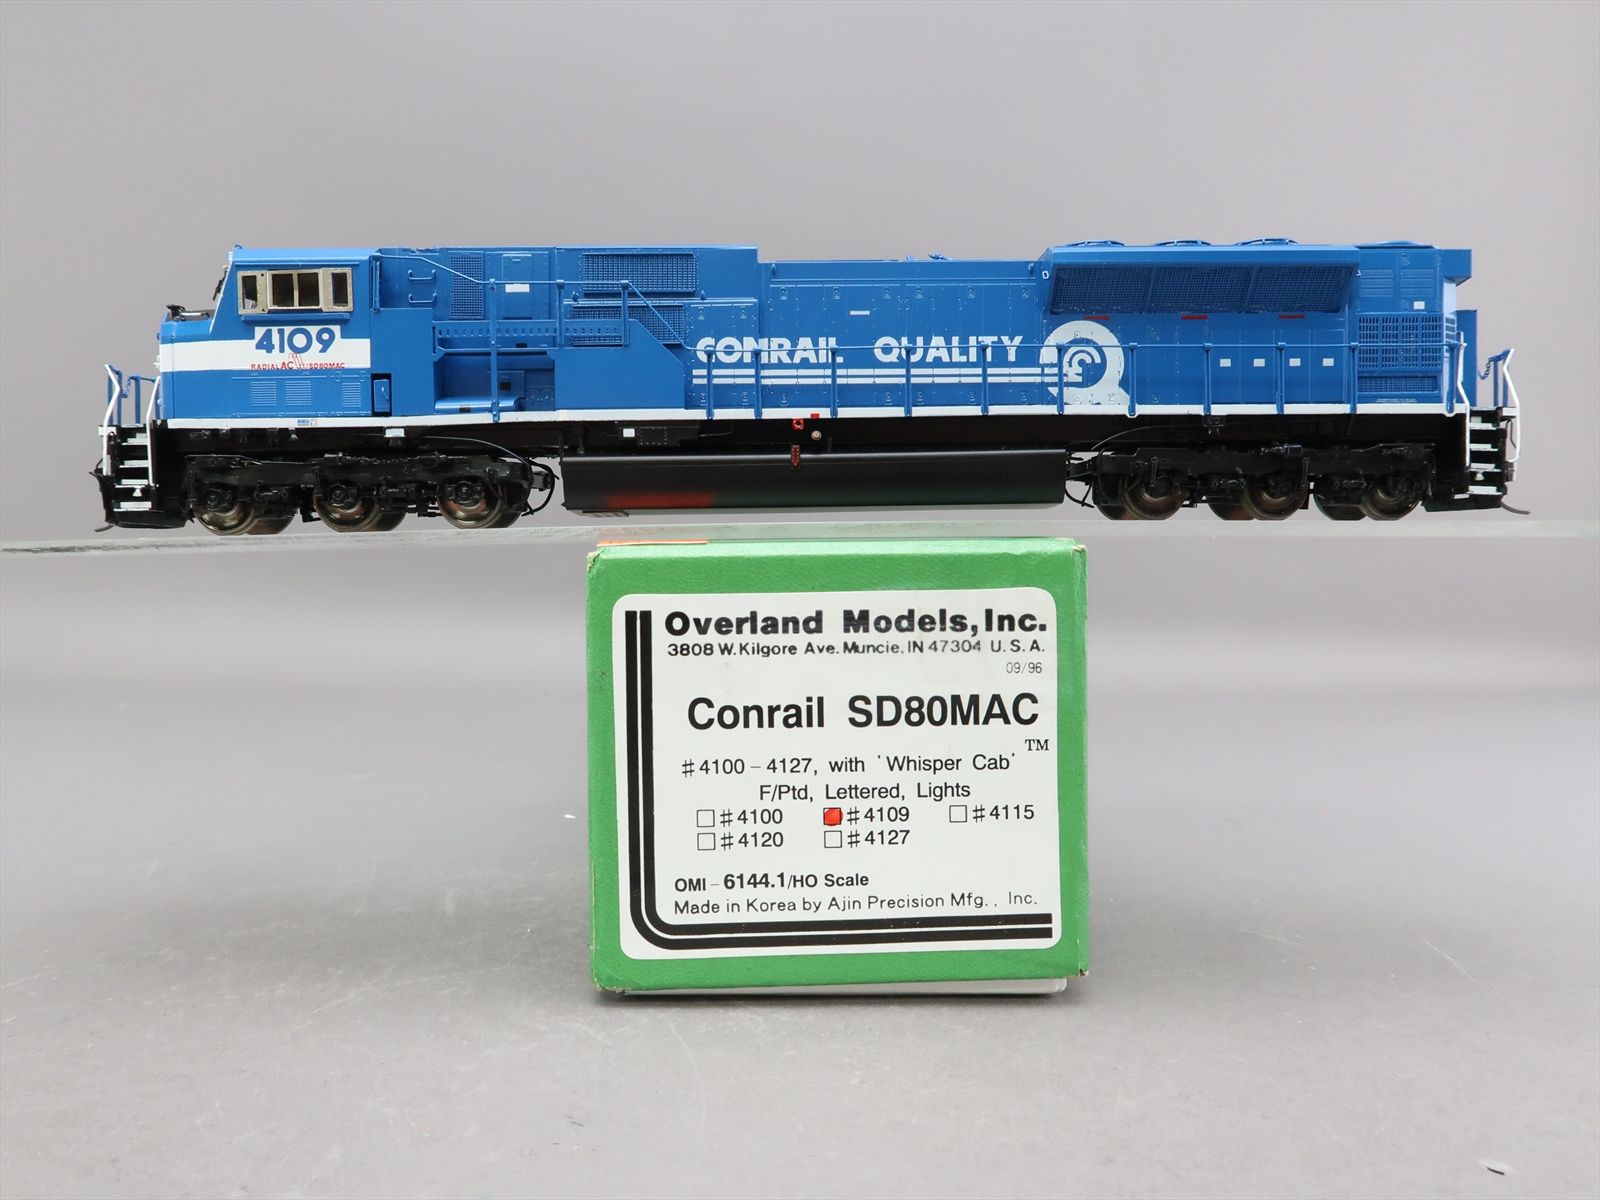 4109
RADIAL AC SD80MAC
CONRAIL QUALITY
Overland Models, Inc.
3808 W. Kilgore Ave. Muncie, IN 47304 U.S.A.
09/96
Conrail SD80MAC
TM
#4100-4127, with 'Whisper Cab'
F/Ptd, Lettered, Lights
#4100 #4109 #4115
#4120 #4127
OMI-6144.1/HO Scale
Made in Korea by Ajin Precision Mfg., Inc.